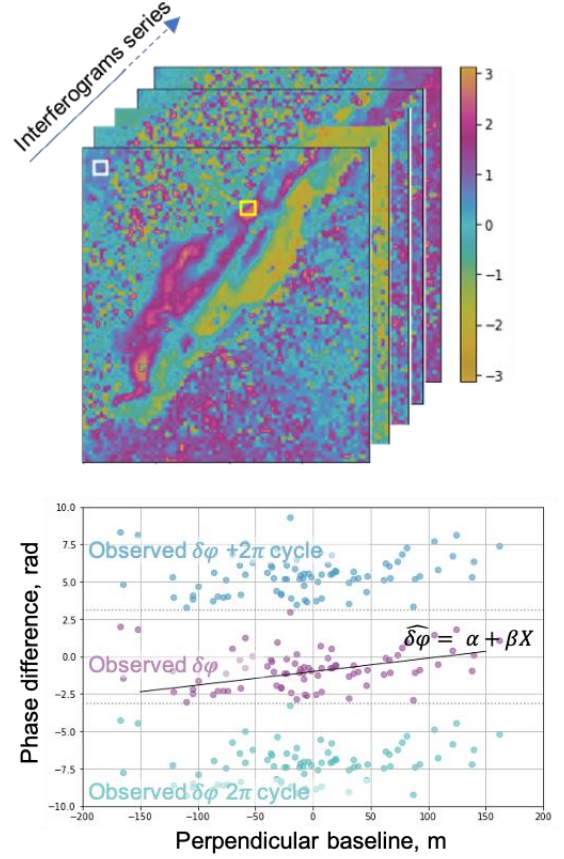 Interferograms series
3
2
1
0
−1
−2
−3
Phase difference, rad
10.0
7.5
5.0
2.5
0.0
−2.5
−5.0
−7.5
−10.0
Observed δφ +2π cycle
δφ̂ = α + βX
Observed δφ
Observed δφ 2π cycle
−200 −150 −100 −50 0 50 100 150 200
Perpendicular baseline, m